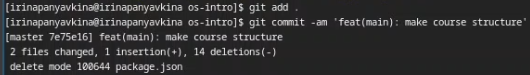 [irinapanyavkina@irinapanyavkina os-intro]$ git add .
[irinapanyavkina@irinapanyavkina os-intro]$ git commit -am 'feat(main): make course structure'
[master 7e75e16] feat(main): make course structure
2 files changed, 1 insertion(+), 14 deletions(-)
delete mode 100644 package.json